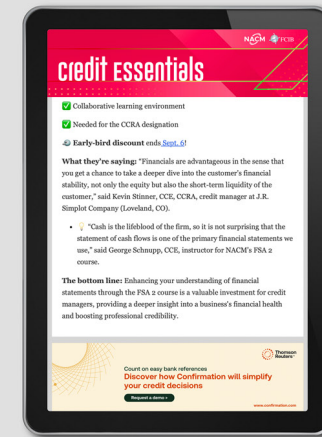 NACM FCIB
credit Essentials
✅ Collaborative learning environment
✅ Needed for the CCRA designation
Early-bird discount ends Sept. 6!
What they're saying: "Financials are advantageous in the sense that
you get a chance to take a deeper dive into the customer's financial
stability, not only the equity but also the short-term liquidity of the
customer," said Kevin Stinner, CCE, CCRA, credit manager at J.R.
Simplot Company (Loveland, CO).
• 💡 "Cash is the lifeblood of the firm, so it is not surprising that the
statement of cash flows is one of the primary financial statements we
use," said George Schnupp, CCE, instructor for NACM's FSA 2
course.
The bottom line: Enhancing your understanding of financial
statements through the FSA 2 course is a valuable investment for credit
managers, providing a deeper insight into a business's financial health
and boosting professional credibility.
Thomson
Reuters
Count on easy bank references
Discover how Confirmation will simplify
your credit decisions
Request a demo
www.confirmation.com